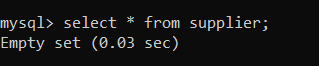 mysql> select * from supplier;
Empty set (0.03 sec)